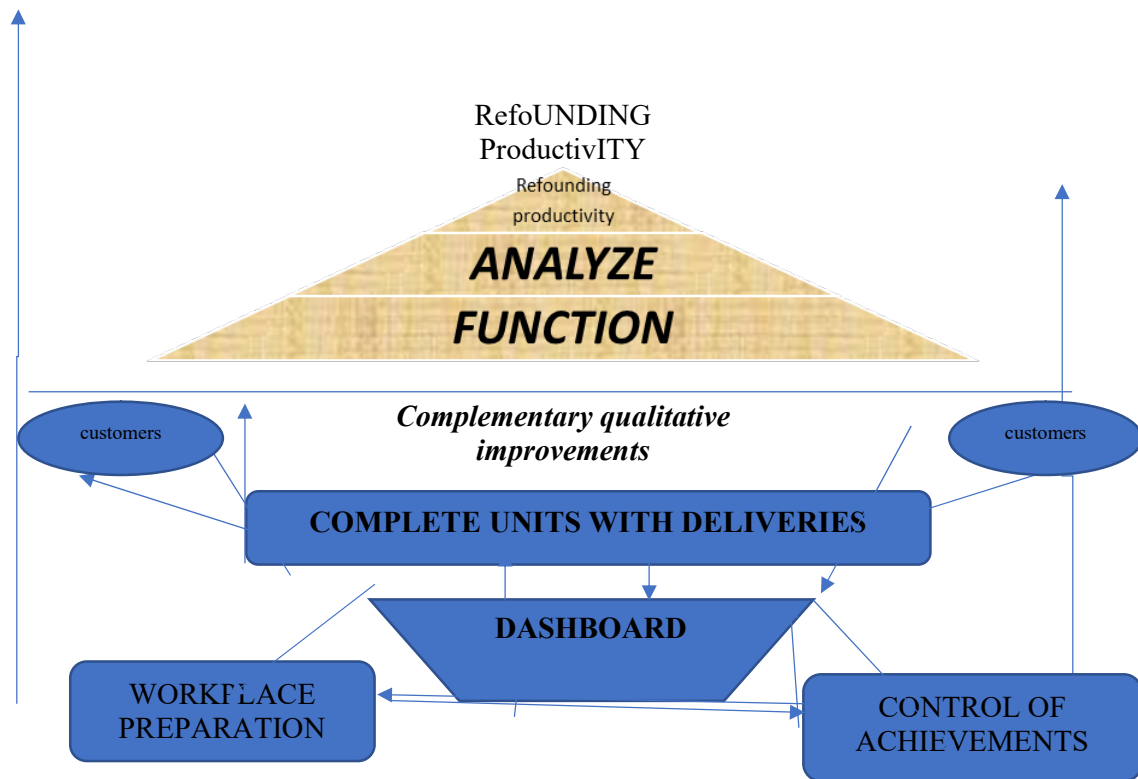 RefoUNDING
ProductivITY
Refounding
productivity
ANALYZE
FUNCTION
customers
Complementary qualitative
improvements
customers
COMPLETE UNITS WITH DELIVERIES
DASHBOARD
WORKPLACE
PREPARATION
CONTROL OF
ACHIEVEMENTS